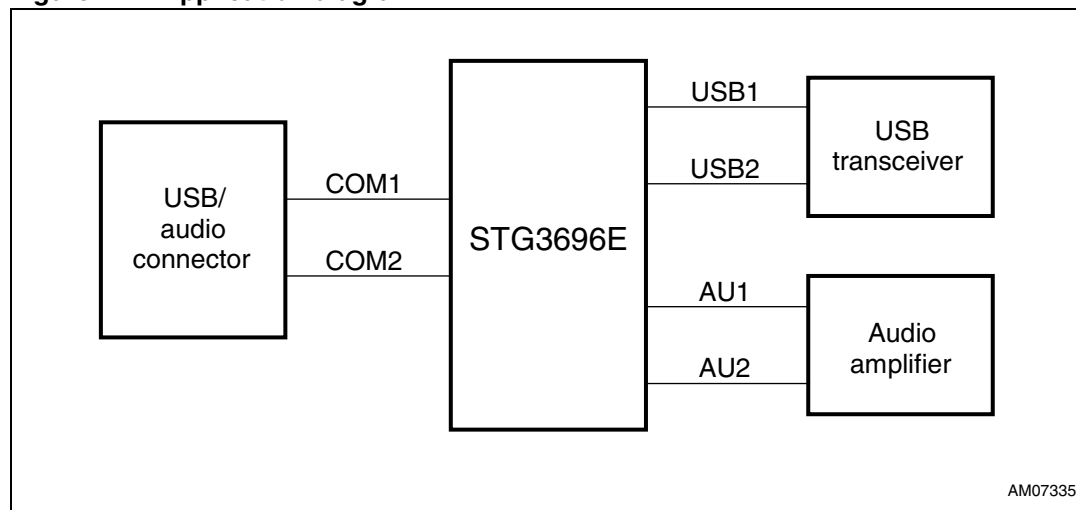 USB/
audio
connector
COM1
COM2
STG3696E
USB1
USB2
USB
transceiver
AU1
AU2
Audio
amplifier
AM07335